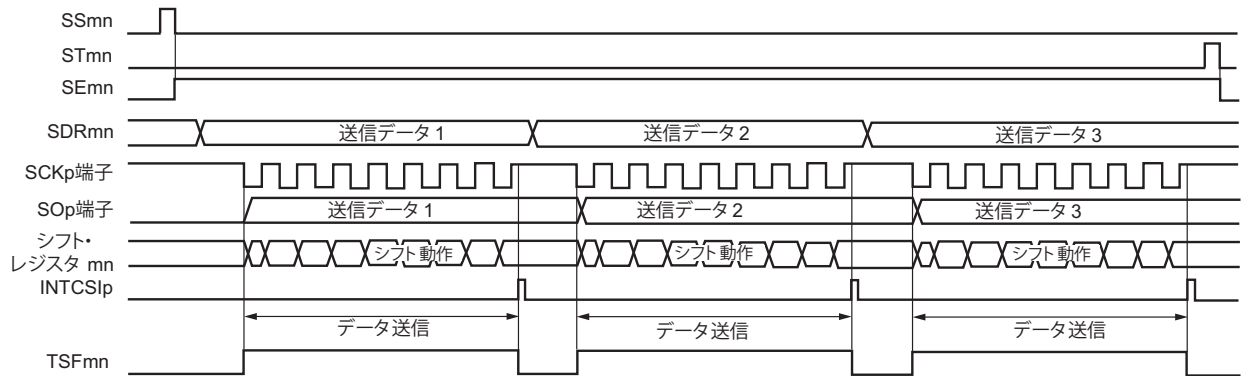 SSmn
STmn
SEmn
SDRmn
送信データ 1
送信データ 2
送信データ 3
SCKp端子
SOp端子
送信データ 1
送信データ 2
送信データ 3
シフト・
レジスタ mn
シフト動作
シフト動作
シフト動作
INTCSIp
データ送信
データ送信
データ送信
TSFmn